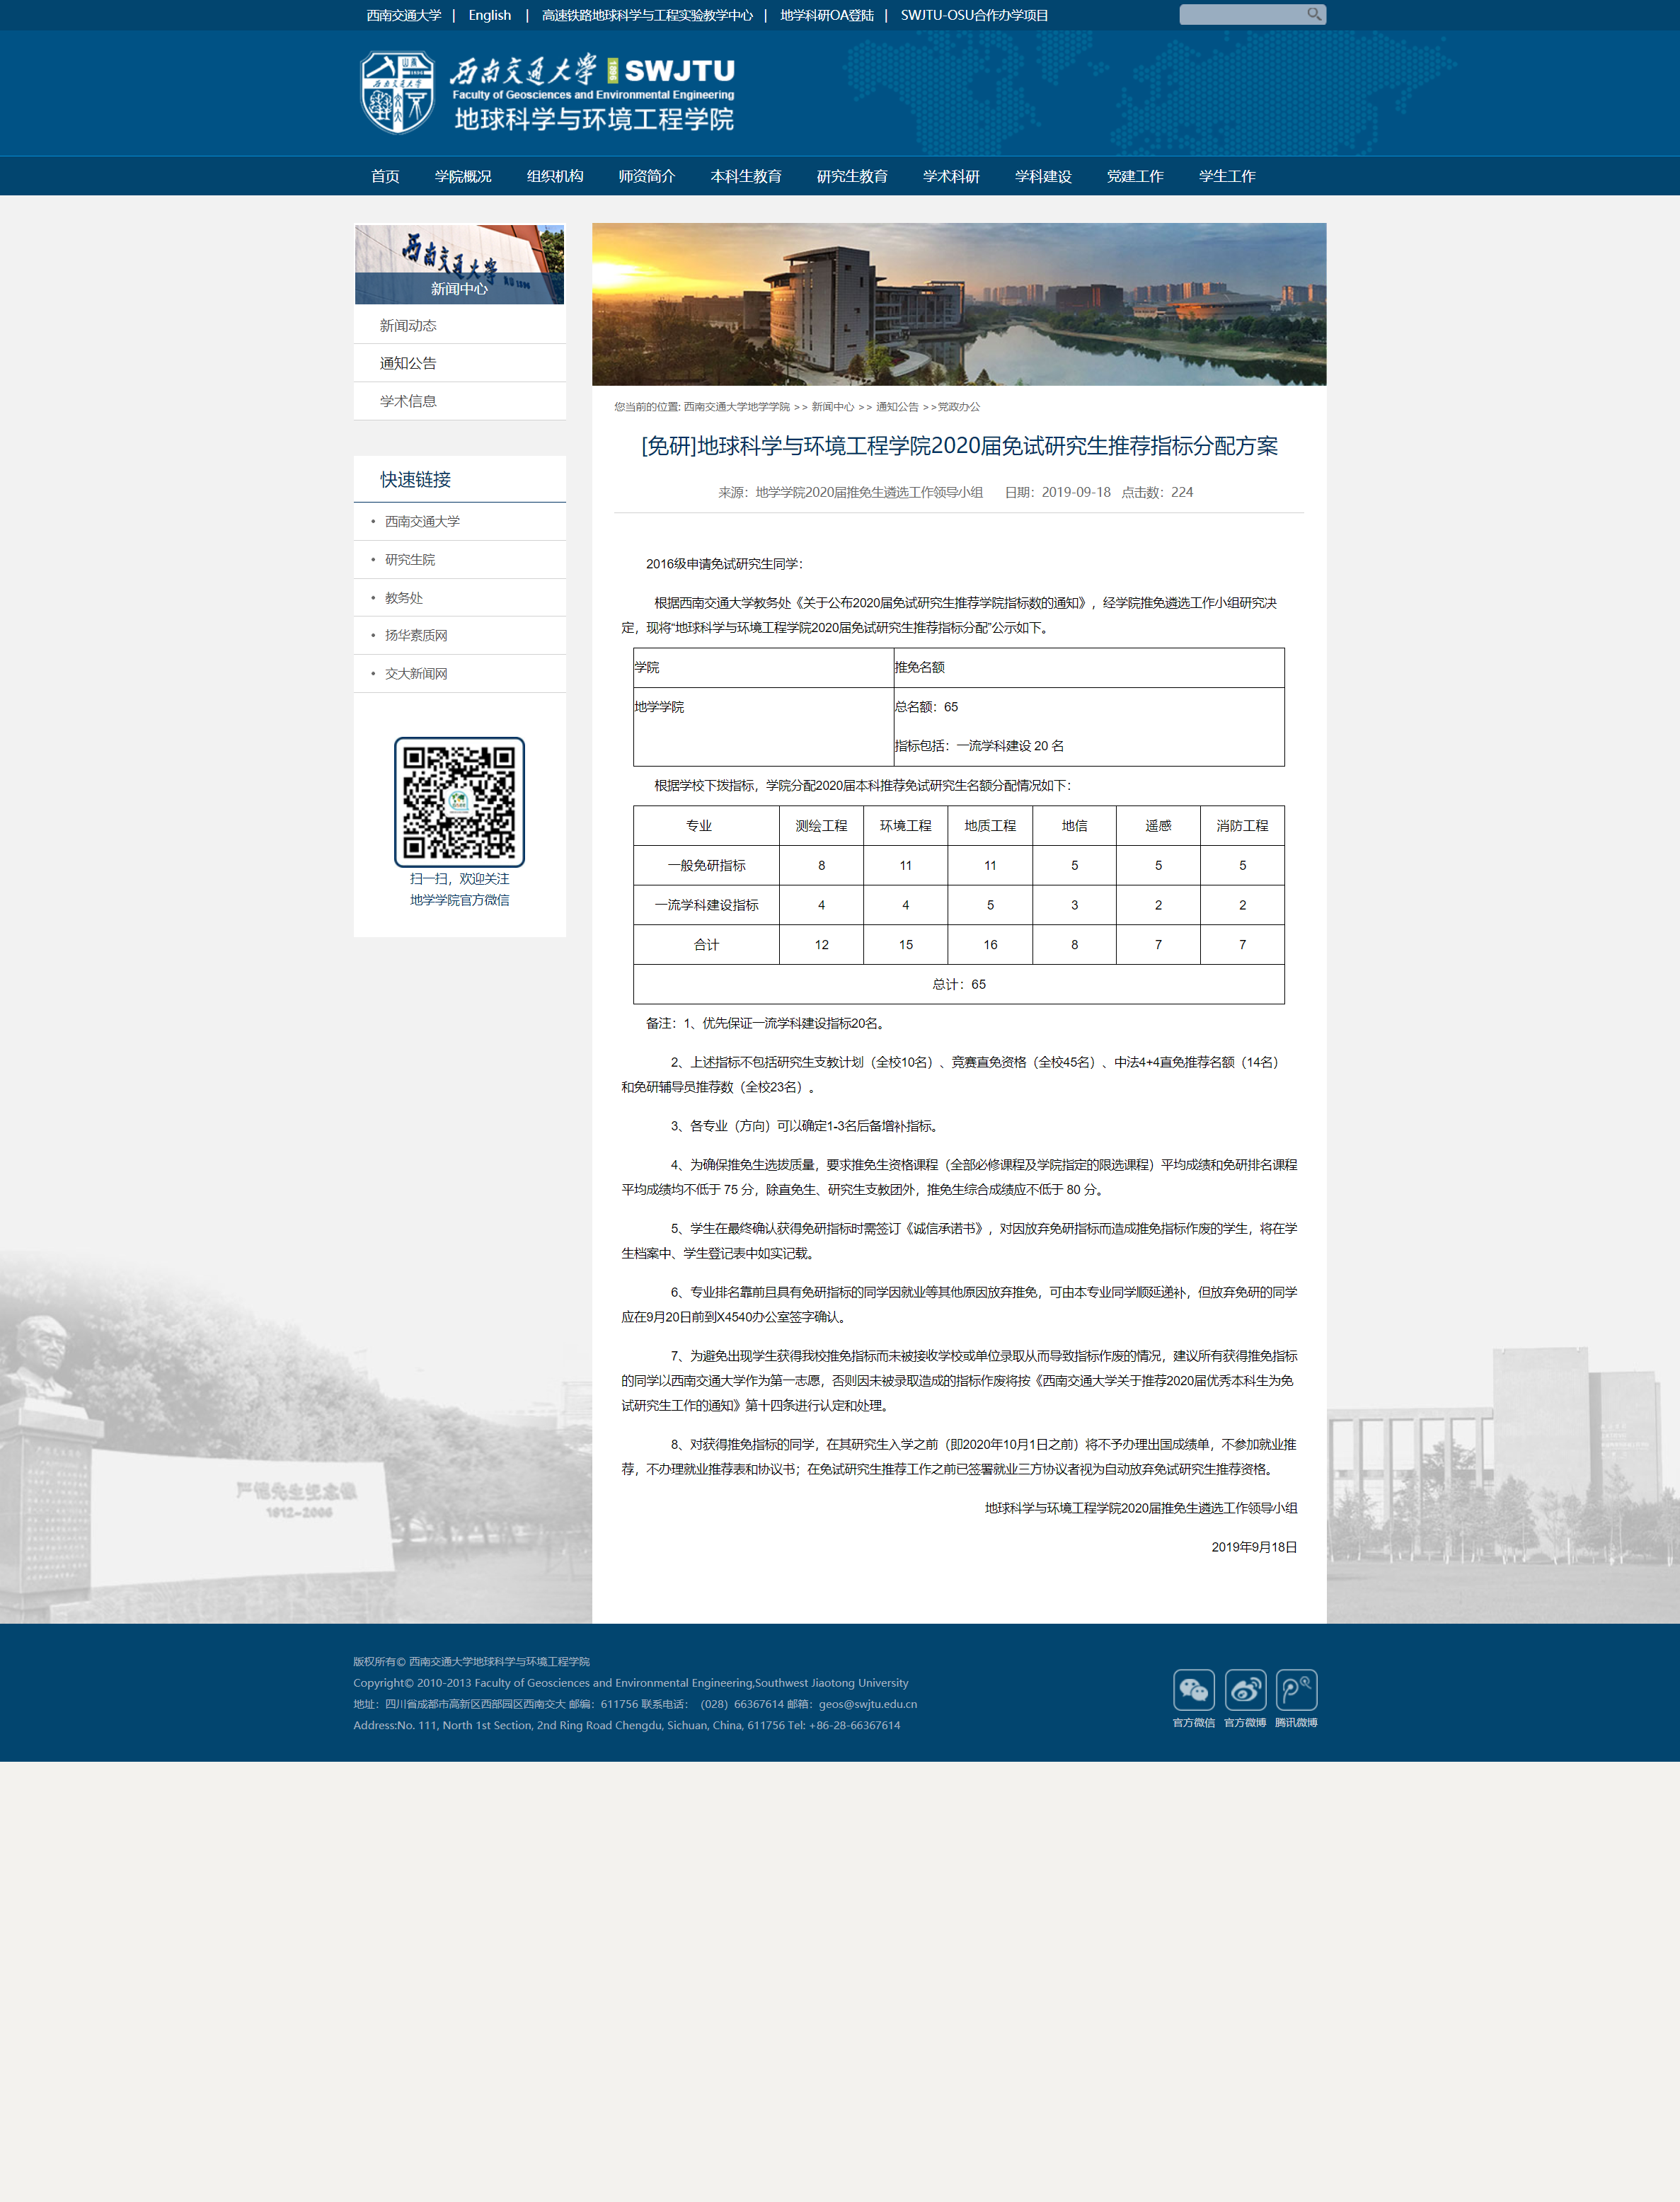 西南交通大学 | English | 高速铁路地球科学与工程实验教学中心 | 地学科研OA登陆 | SWJTU-OSU合作办学项目
西南交通大学 1896 SWJTU
Faculty of Geosciences and Environmental Engineering
地球科学与环境工程学院
首页 学院概况 组织机构 师资简介 本科生教育 研究生教育 学术科研 学科建设 党建工作 学生工作
西南交通大学
新闻中心
新闻动态
通知公告
学术信息
快速链接
• 西南交通大学
• 研究生院
• 教务处
• 扬华素质网
• 交大新闻网
扫一扫，欢迎关注
地学学院官方微信
您当前的位置: 西南交通大学地学学院 >> 新闻中心 >> 通知公告 >>党政办公
[免研]地球科学与环境工程学院2020届免试研究生推荐指标分配方案
来源：地学学院2020届推免生遴选工作领导小组 日期：2019-09-18 点击数：224
2016级申请免试研究生同学：
根据西南交通大学教务处《关于公布2020届免试研究生推荐学院指标数的通知》，经学院推免遴选工作小组研究决
定，现将“地球科学与环境工程学院2020届免试研究生推荐指标分配”公示如下。
学院 推免名额
地学学院 总名额：65
指标包括：一流学科建设 20 名
根据学校下拨指标，学院分配2020届本科推荐免试研究生名额分配情况如下：
专业 测绘工程 环境工程 地质工程 地信 遥感 消防工程
一般免研指标 8 11 11 5 5 5
一流学科建设指标 4 4 5 3 2 2
合计 12 15 16 8 7 7
总计：65
备注：1、优先保证一流学科建设指标20名。
2、上述指标不包括研究生支教计划（全校10名）、竞赛直免资格（全校45名）、中法4+4直免推荐名额（14名）
和免研辅导员推荐数（全校23名）。
3、各专业（方向）可以确定1-3名后备增补指标。
4、为确保推免生选拔质量，要求推免生资格课程（全部必修课程及学院指定的限选课程）平均成绩和免研排名课程
平均成绩均不低于 75 分，除直免生、研究生支教团外，推免生综合成绩应不低于 80 分。
5、学生在最终确认获得免研指标时需签订《诚信承诺书》，对因放弃免研指标而造成推免指标作废的学生，将在学
生档案中、学生登记表中如实记载。
6、专业排名靠前且具有免研指标的同学因就业等其他原因放弃推免，可由本专业同学顺延递补，但放弃免研的同学
应在9月20日前到X4540办公室签字确认。
7、为避免出现学生获得我校推免指标而未被接收学校或单位录取从而导致指标作废的情况，建议所有获得推免指标
的同学以西南交通大学作为第一志愿，否则因未被录取造成的指标作废将按《西南交通大学关于推荐2020届优秀本科生为免
试研究生工作的通知》第十四条进行认定和处理。
8、对获得推免指标的同学，在其研究生入学之前（即2020年10月1日之前）将不予办理出国成绩单，不参加就业推
荐，不办理就业推荐表和协议书；在免试研究生推荐工作之前已签署就业三方协议者视为自动放弃免试研究生推荐资格。
地球科学与环境工程学院2020届推免生遴选工作领导小组
2019年9月18日
1912-2006
版权所有© 西南交通大学地球科学与环境工程学院
Copyright© 2010-2013 Faculty of Geosciences and Environmental Engineering,Southwest Jiaotong University
地址：四川省成都市高新区西部园区西南交大 邮编：611756 联系电话：（028）66367614 邮箱：geos@swjtu.edu.cn
Address:No. 111, North 1st Section, 2nd Ring Road Chengdu, Sichuan, China, 611756 Tel: +86-28-66367614
官方微信 官方微博 腾讯微博